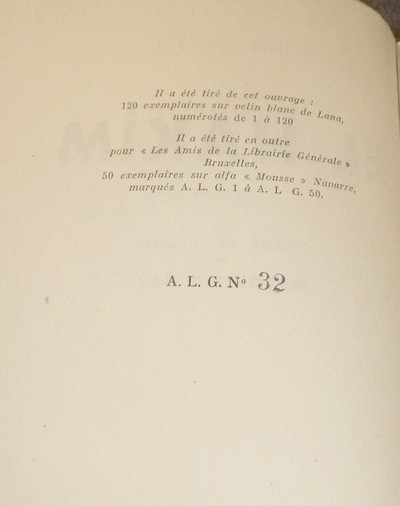 Il a été tiré de cet ouvrage :
120 exemplaires sur velin blanc de Lana,
numérotés de 1 à 120
Il a été tiré en outre
pour « Les Amis de la Librairie Générale »
Bruxelles,
50 exemplaires sur alfa « Mousse » Navarre,
marqués A. L. G. 1 à A. L G. 50.
A. L. G. Nº 32